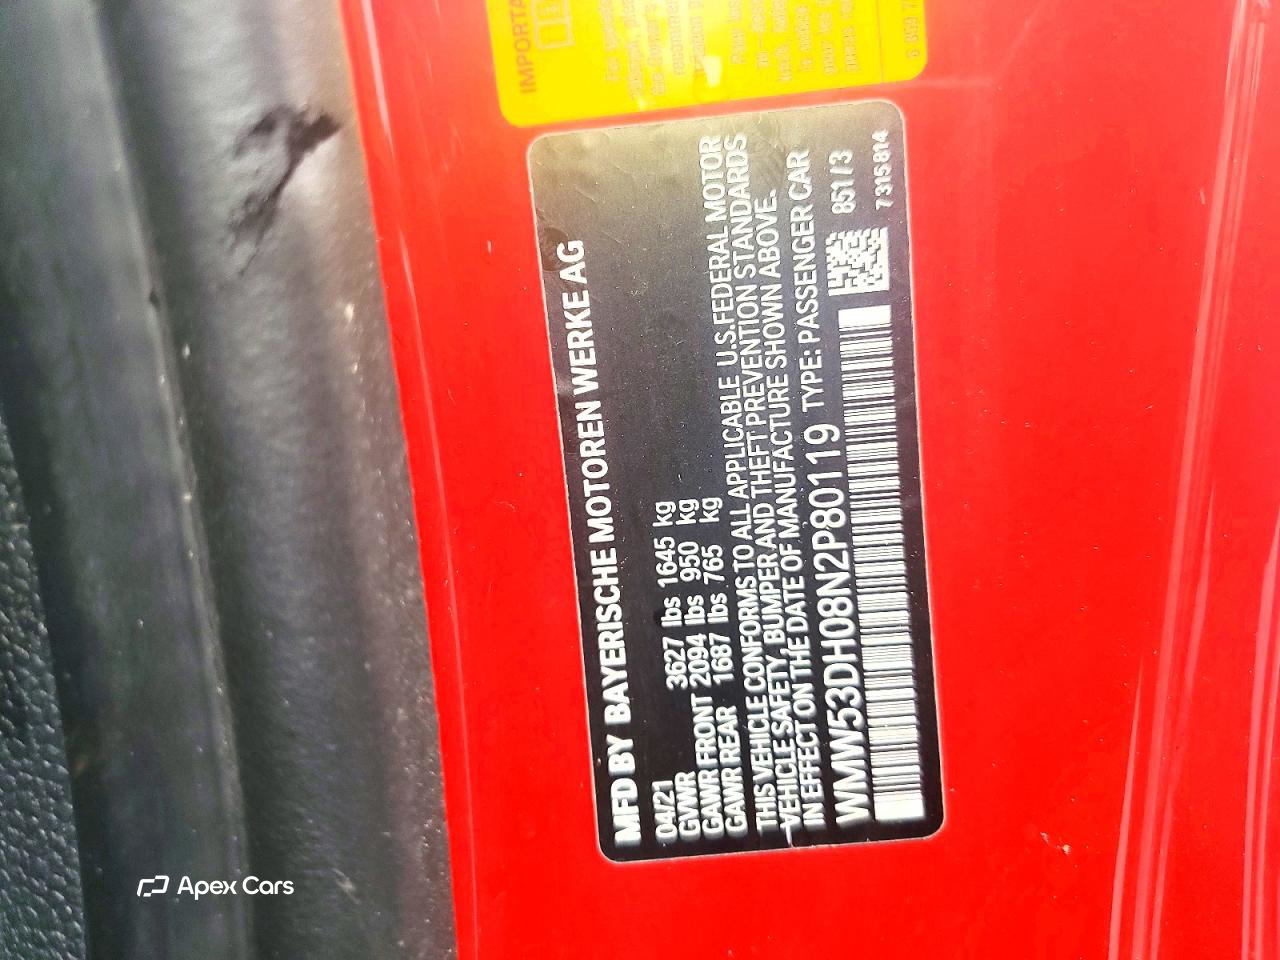 IMPORTA
MFD BY BAYERISCHE MOTOREN WERKE AG
04/21
GVWR 3627 lbs 1645 kg
GAWR FRONT 2094 lbs 950 kg
GAWR REAR 1687 lbs 765 kg
THIS VEHICLE CONFORMS TO ALL APPLICABLE U.S.FEDERAL MOTOR
VEHICLE SAFETY, BUMPER AND THEFT PREVENTION STANDARDS
IN EFFECT ON THE DATE OF MANUFACTURE SHOWN ABOVE.
WMW53DH08N2P80119 TYPE: PASSENGER CAR
851/3
7 315 814
Apex Cars